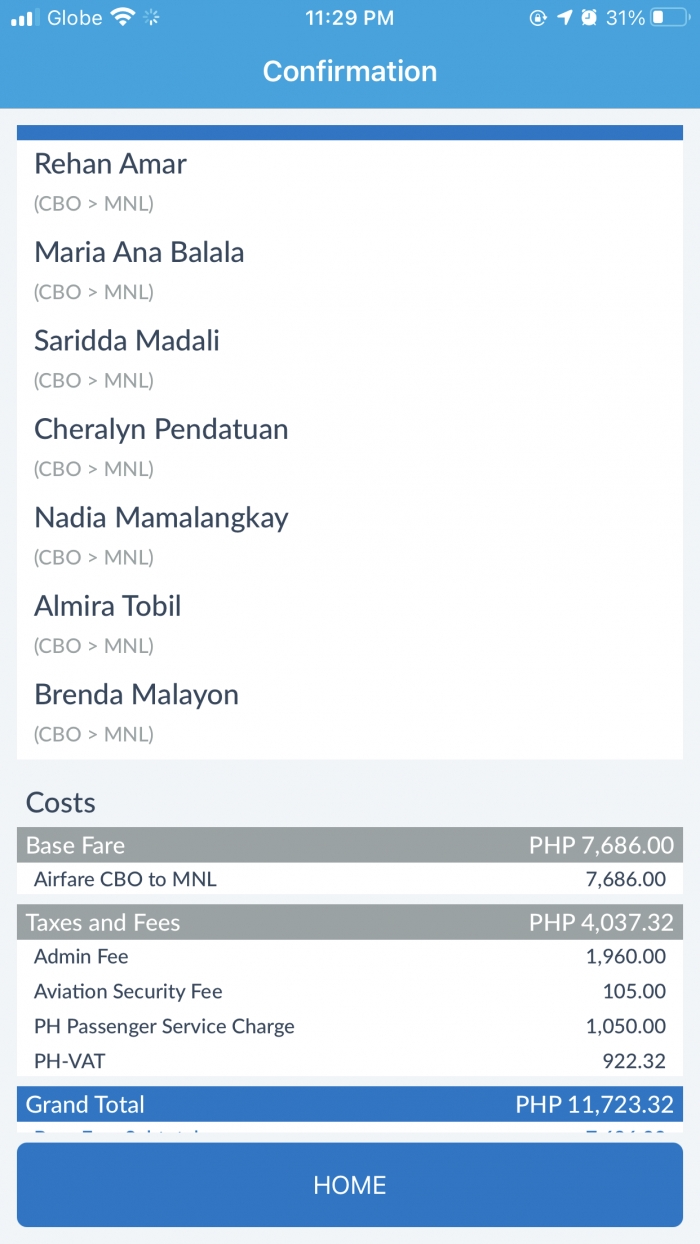 Globe 11:29 PM 31%
Confirmation
Rehan Amar
(CBO > MNL)
Maria Ana Balala
(CBO > MNL)
Saridda Madali
(CBO > MNL)
Cheralyn Pendatuan
(CBO > MNL)
Nadia Mamalangkay
(CBO > MNL)
Almira Tobil
(CBO > MNL)
Brenda Malayon
(CBO > MNL)
Costs
Base Fare PHP 7,686.00
Airfare CBO to MNL 7,686.00
Taxes and Fees PHP 4,037.32
Admin Fee 1,960.00
Aviation Security Fee 105.00
PH Passenger Service Charge 1,050.00
PH-VAT 922.32
Grand Total PHP 11,723.32
HOME